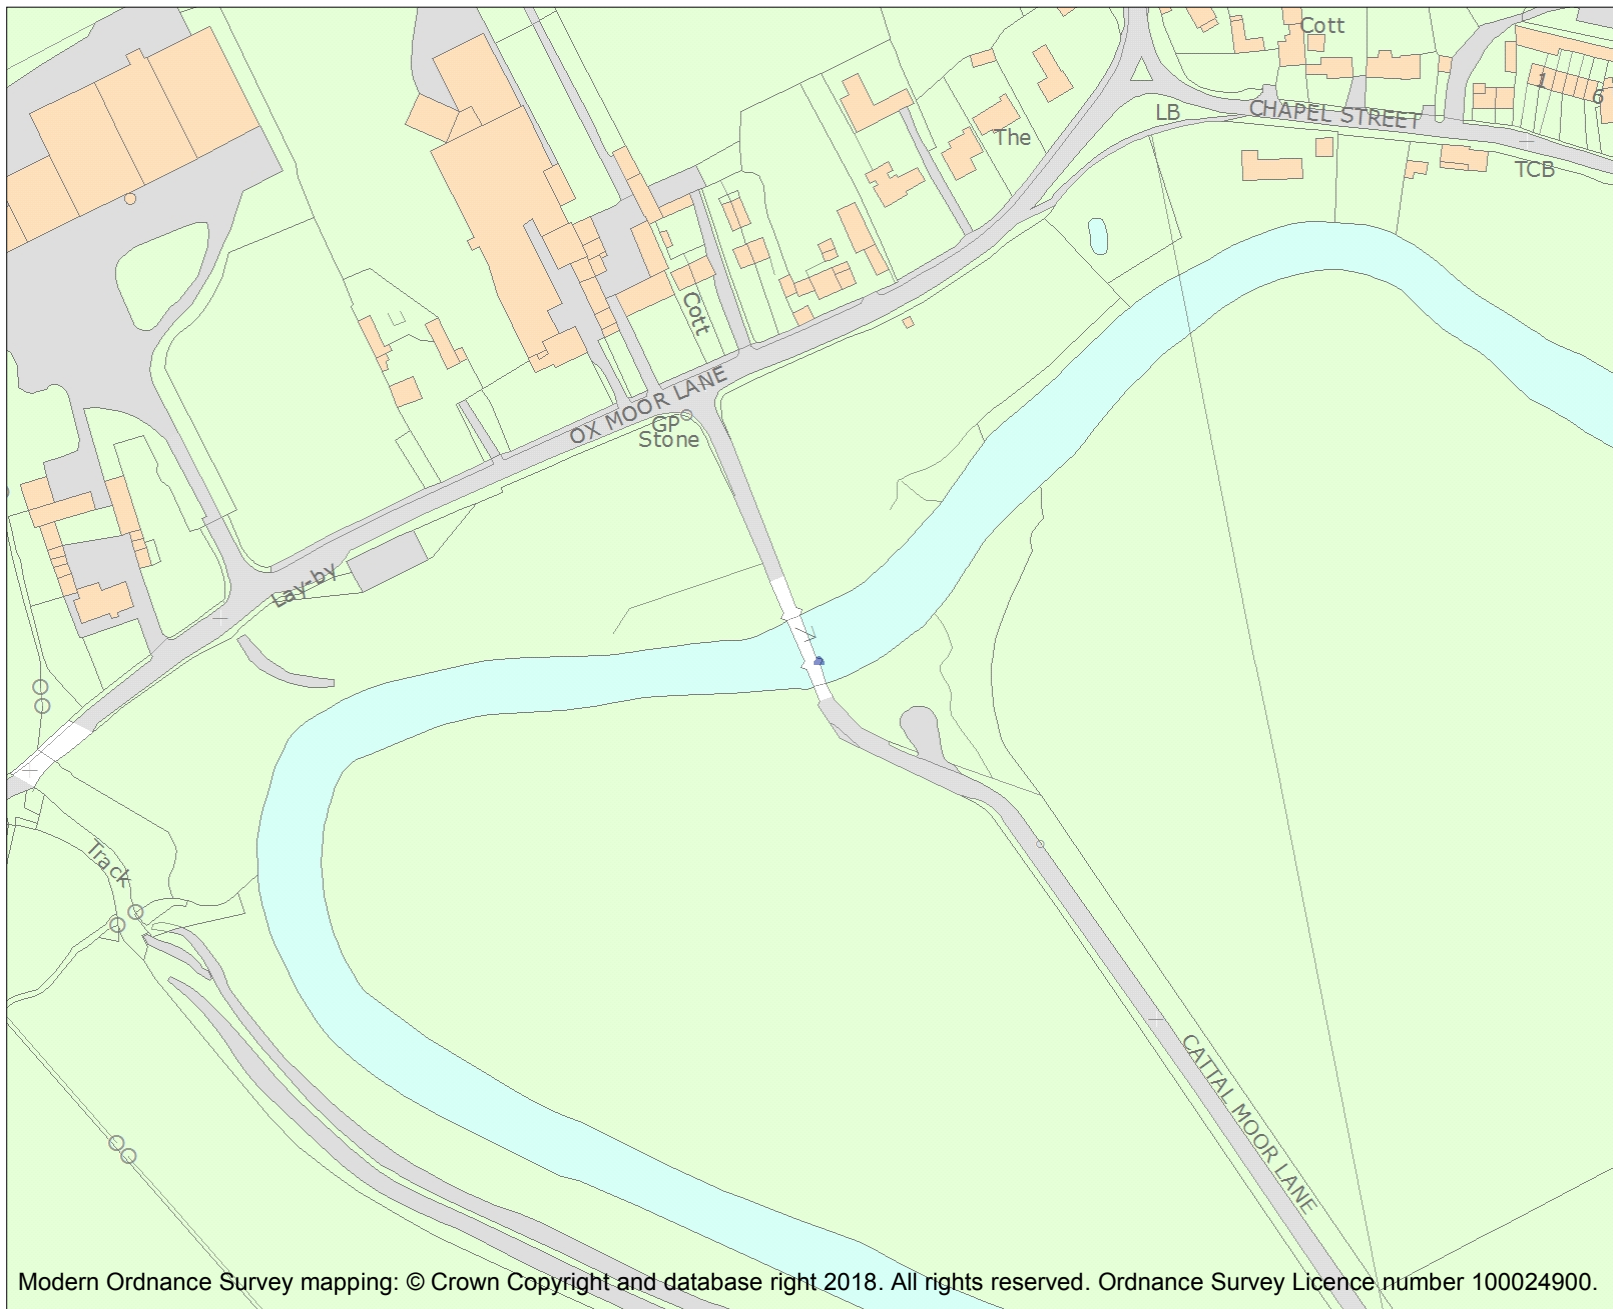 Cott
1
6
LB
CHAPEL STREET
The
TCB
Cott
OX MOOR LANE
GP
Stone
Lay-by
Track
CATTAL MOOR LANE
Modern Ordnance Survey mapping: © Crown Copyright and database right 2018. All rights reserved. Ordnance Survey Licence number 100024900.